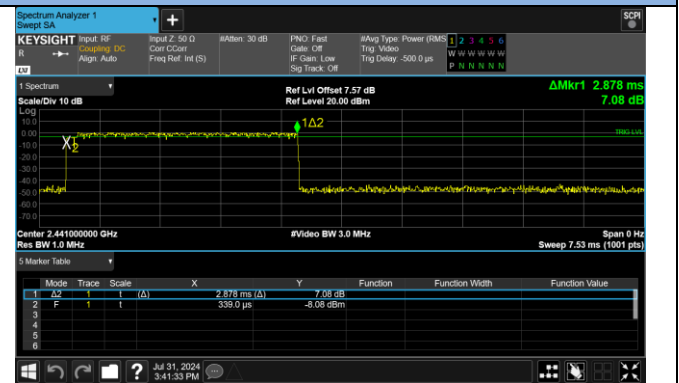 Spectrum Analyzer 1
Swept SA
+
SCPI
KEYSIGHT Input: RF Input Z: 50 Ω #Atten: 30 dB PNO: Fast #Avg Type: Power (RMS 1 2 3 4 5 6
R Coupling: DC Corr CCorr Gate: Off Trig: Video W W W W W W
Align: Auto Freq Ref: Int (S) IF Gain: Low Trig Delay: -500.0 µs P N N N N N
LXI Sig Track: Off
1 Spectrum Ref Lvl Offset 7.57 dB ΔMkr1 2.878 ms
Scale/Div 10 dB Ref Level 20.00 dBm 7.08 dB
Log
10.0
1Δ2
0.00
TRIG LVL
-10.0
X2
-20.0
-30.0
-40.0
-50.0
-60.0
-70.0
Center 2.441000000 GHz #Video BW 3.0 MHz Span 0 Hz
Res BW 1.0 MHz Sweep 7.53 ms (1001 pts)
5 Marker Table
Mode Trace Scale X Y Function Function Width Function Value
1 Δ2 1 t (Δ) 2.878 ms (Δ) 7.08 dB
2 F 1 t 339.0 µs -8.08 dBm
3
4
5
6
? Jul 31, 2024
3:41:33 PM